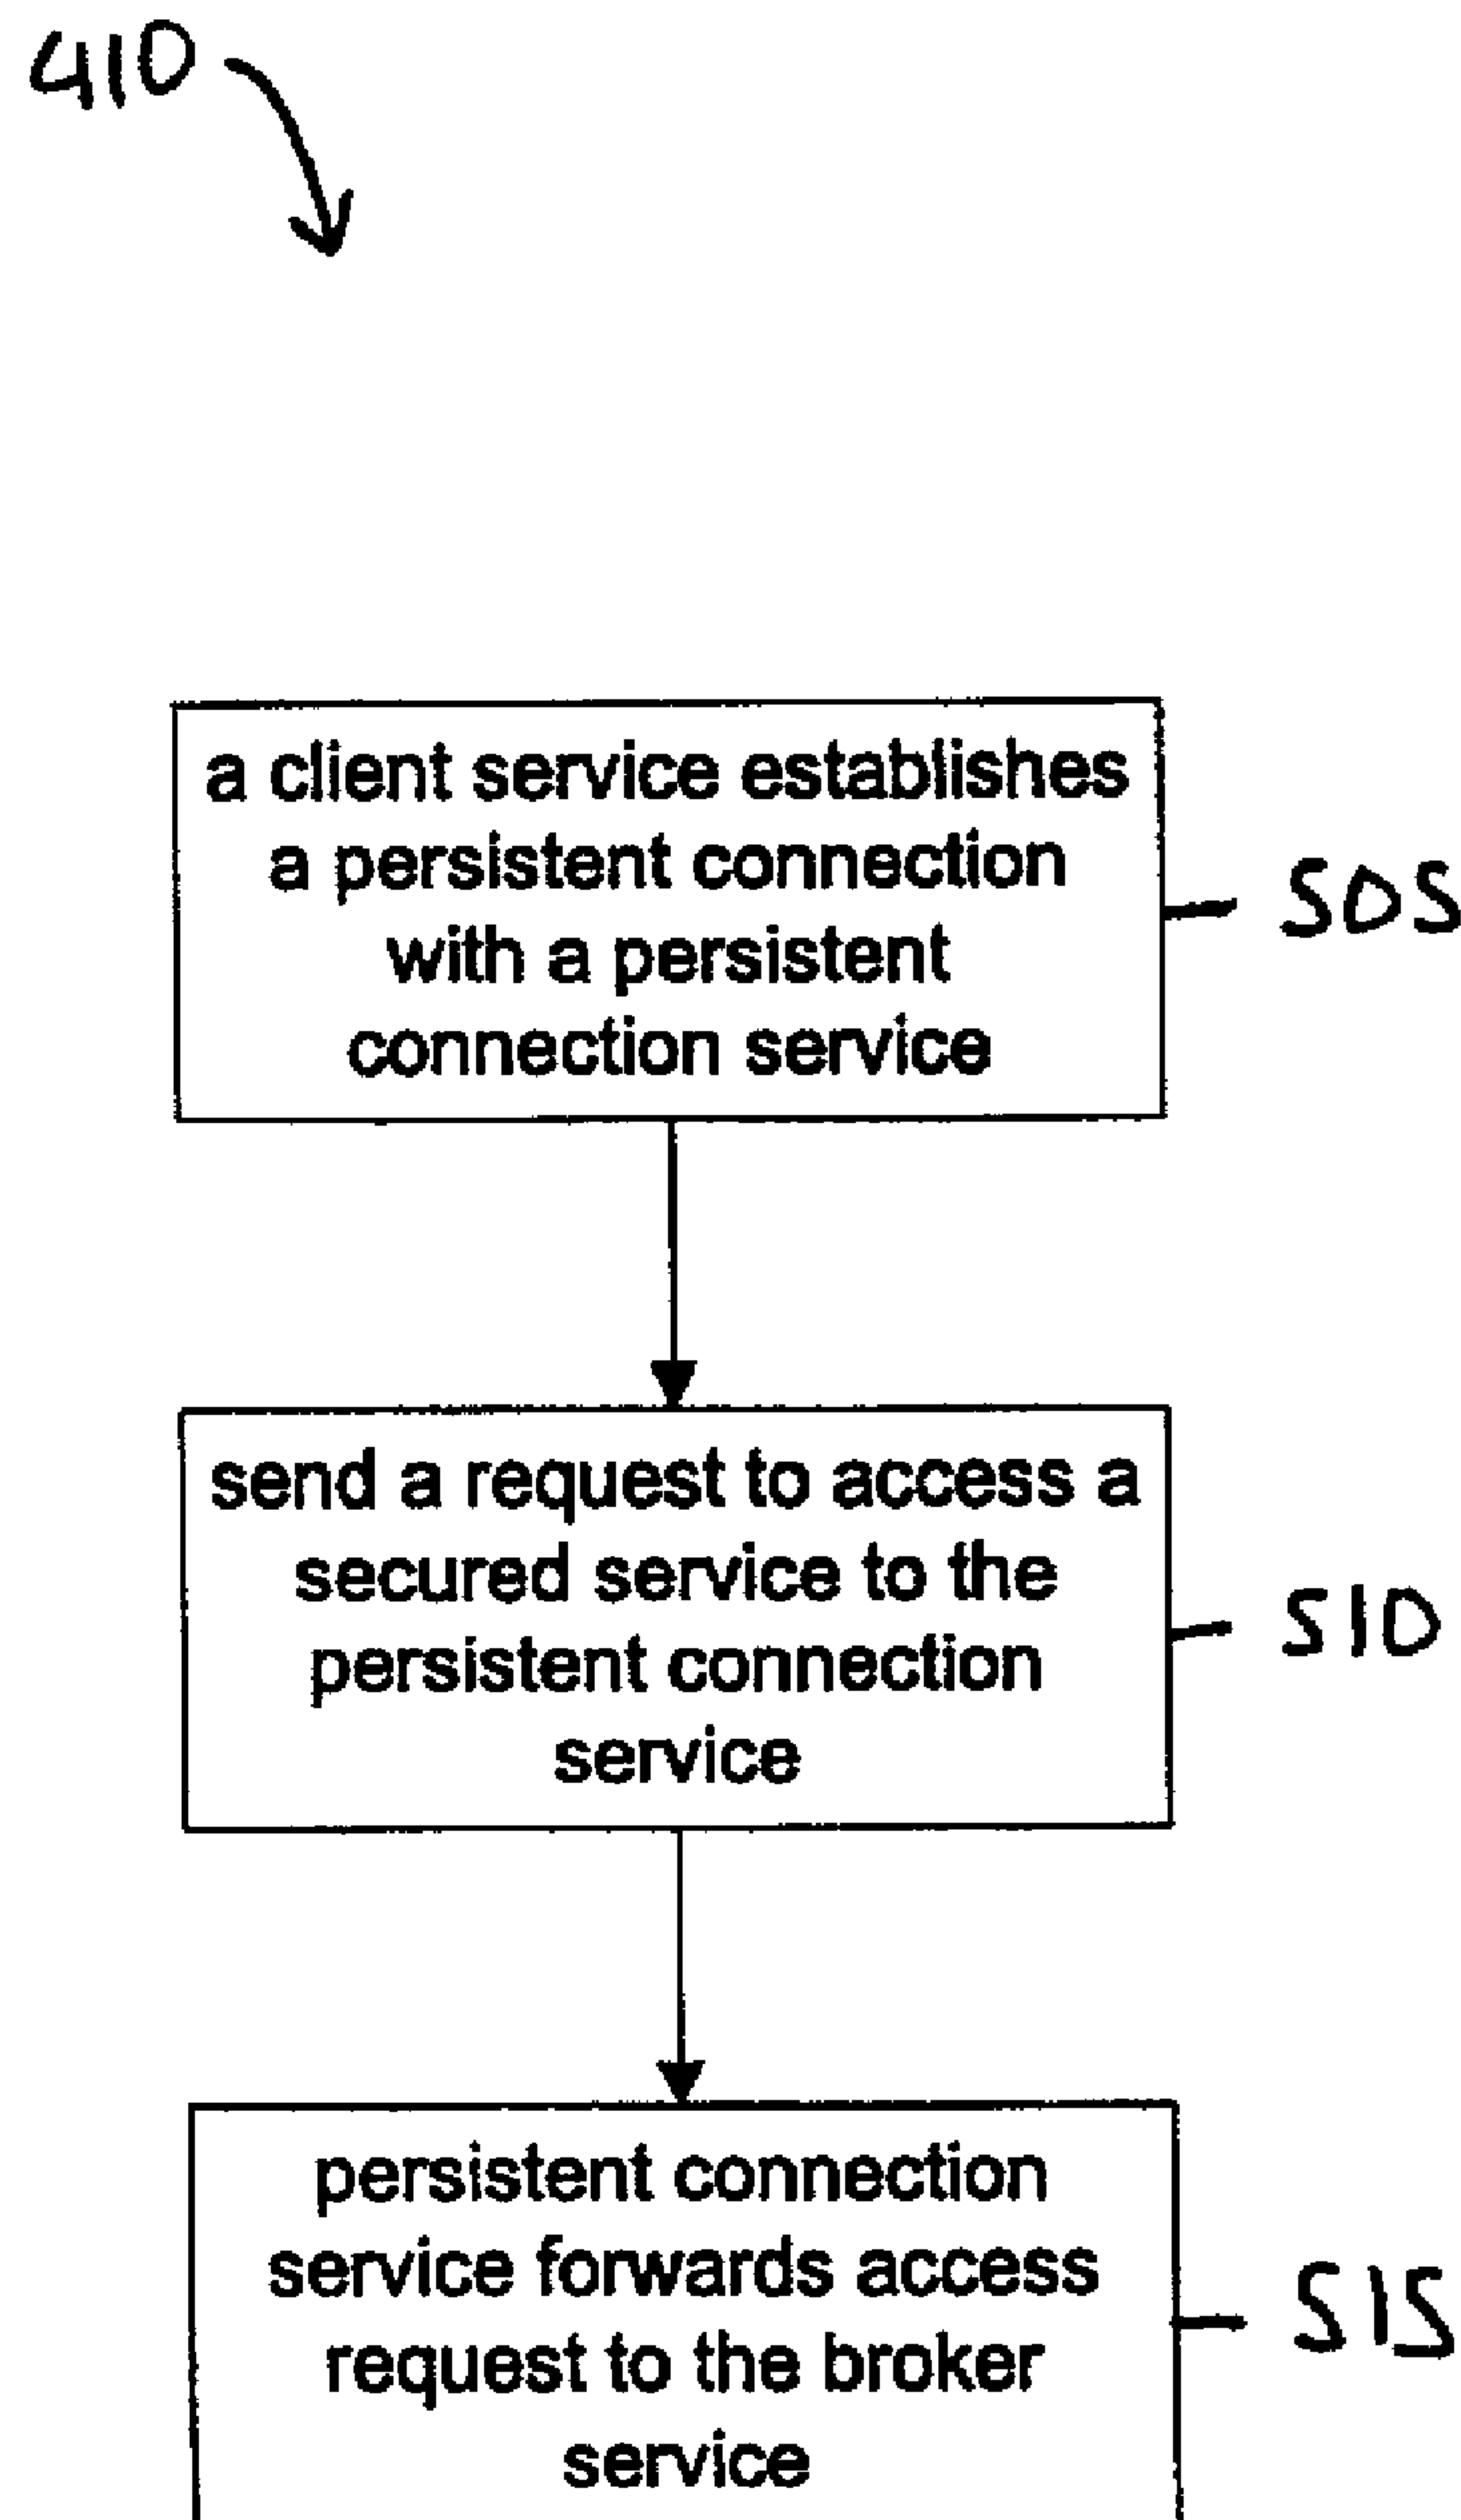 410
a client service establishes
a persistent connection
with a persistent
connection service
505
send a request to access a
secured service to the
persistent connection
service
510
persistent connection
service forwards access
request to the broker
service
515